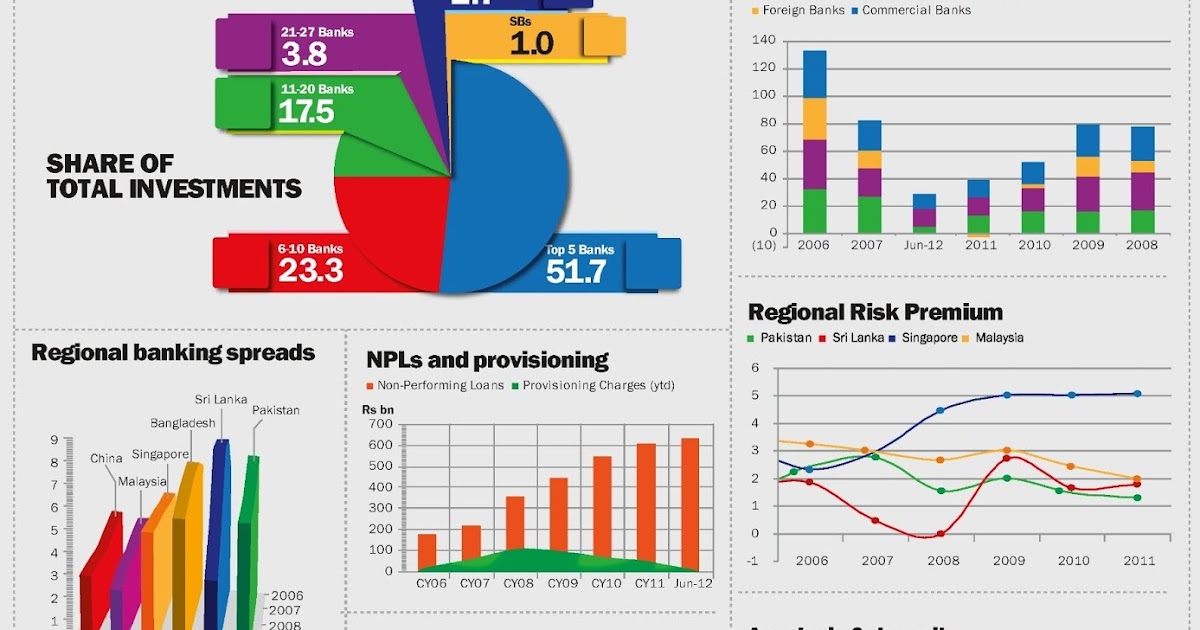 SBs
1.0
21-27 Banks
3.8
11-20 Banks
17.5
SHARE OF
TOTAL INVESTMENTS
6-10 Banks
23.3
Top 5 Banks
51.7
Foreign Banks Commercial Banks
140
120
100
80
60
40
20
0
(10) 2006 2007 Jun-12 2011 2010 2009 2008
Regional banking spreads
Sri Lanka
Pakistan
Bangladesh
China
Singapore
Malaysia
9
8
7
6
5
4
3
2
1
2006
2007
2008
NPLs and provisioning
Non-Performing Loans Provisioning Charges (ytd)
Rs bn
700
600
500
400
300
200
100
0
CY06 CY07 CY08 CY09 CY10 CY11 Jun-12
Regional Risk Premium
Pakistan Sri Lanka Singapore Malaysia
6
5
4
3
2
1
0
-1 2006 2007 2008 2009 2010 2011